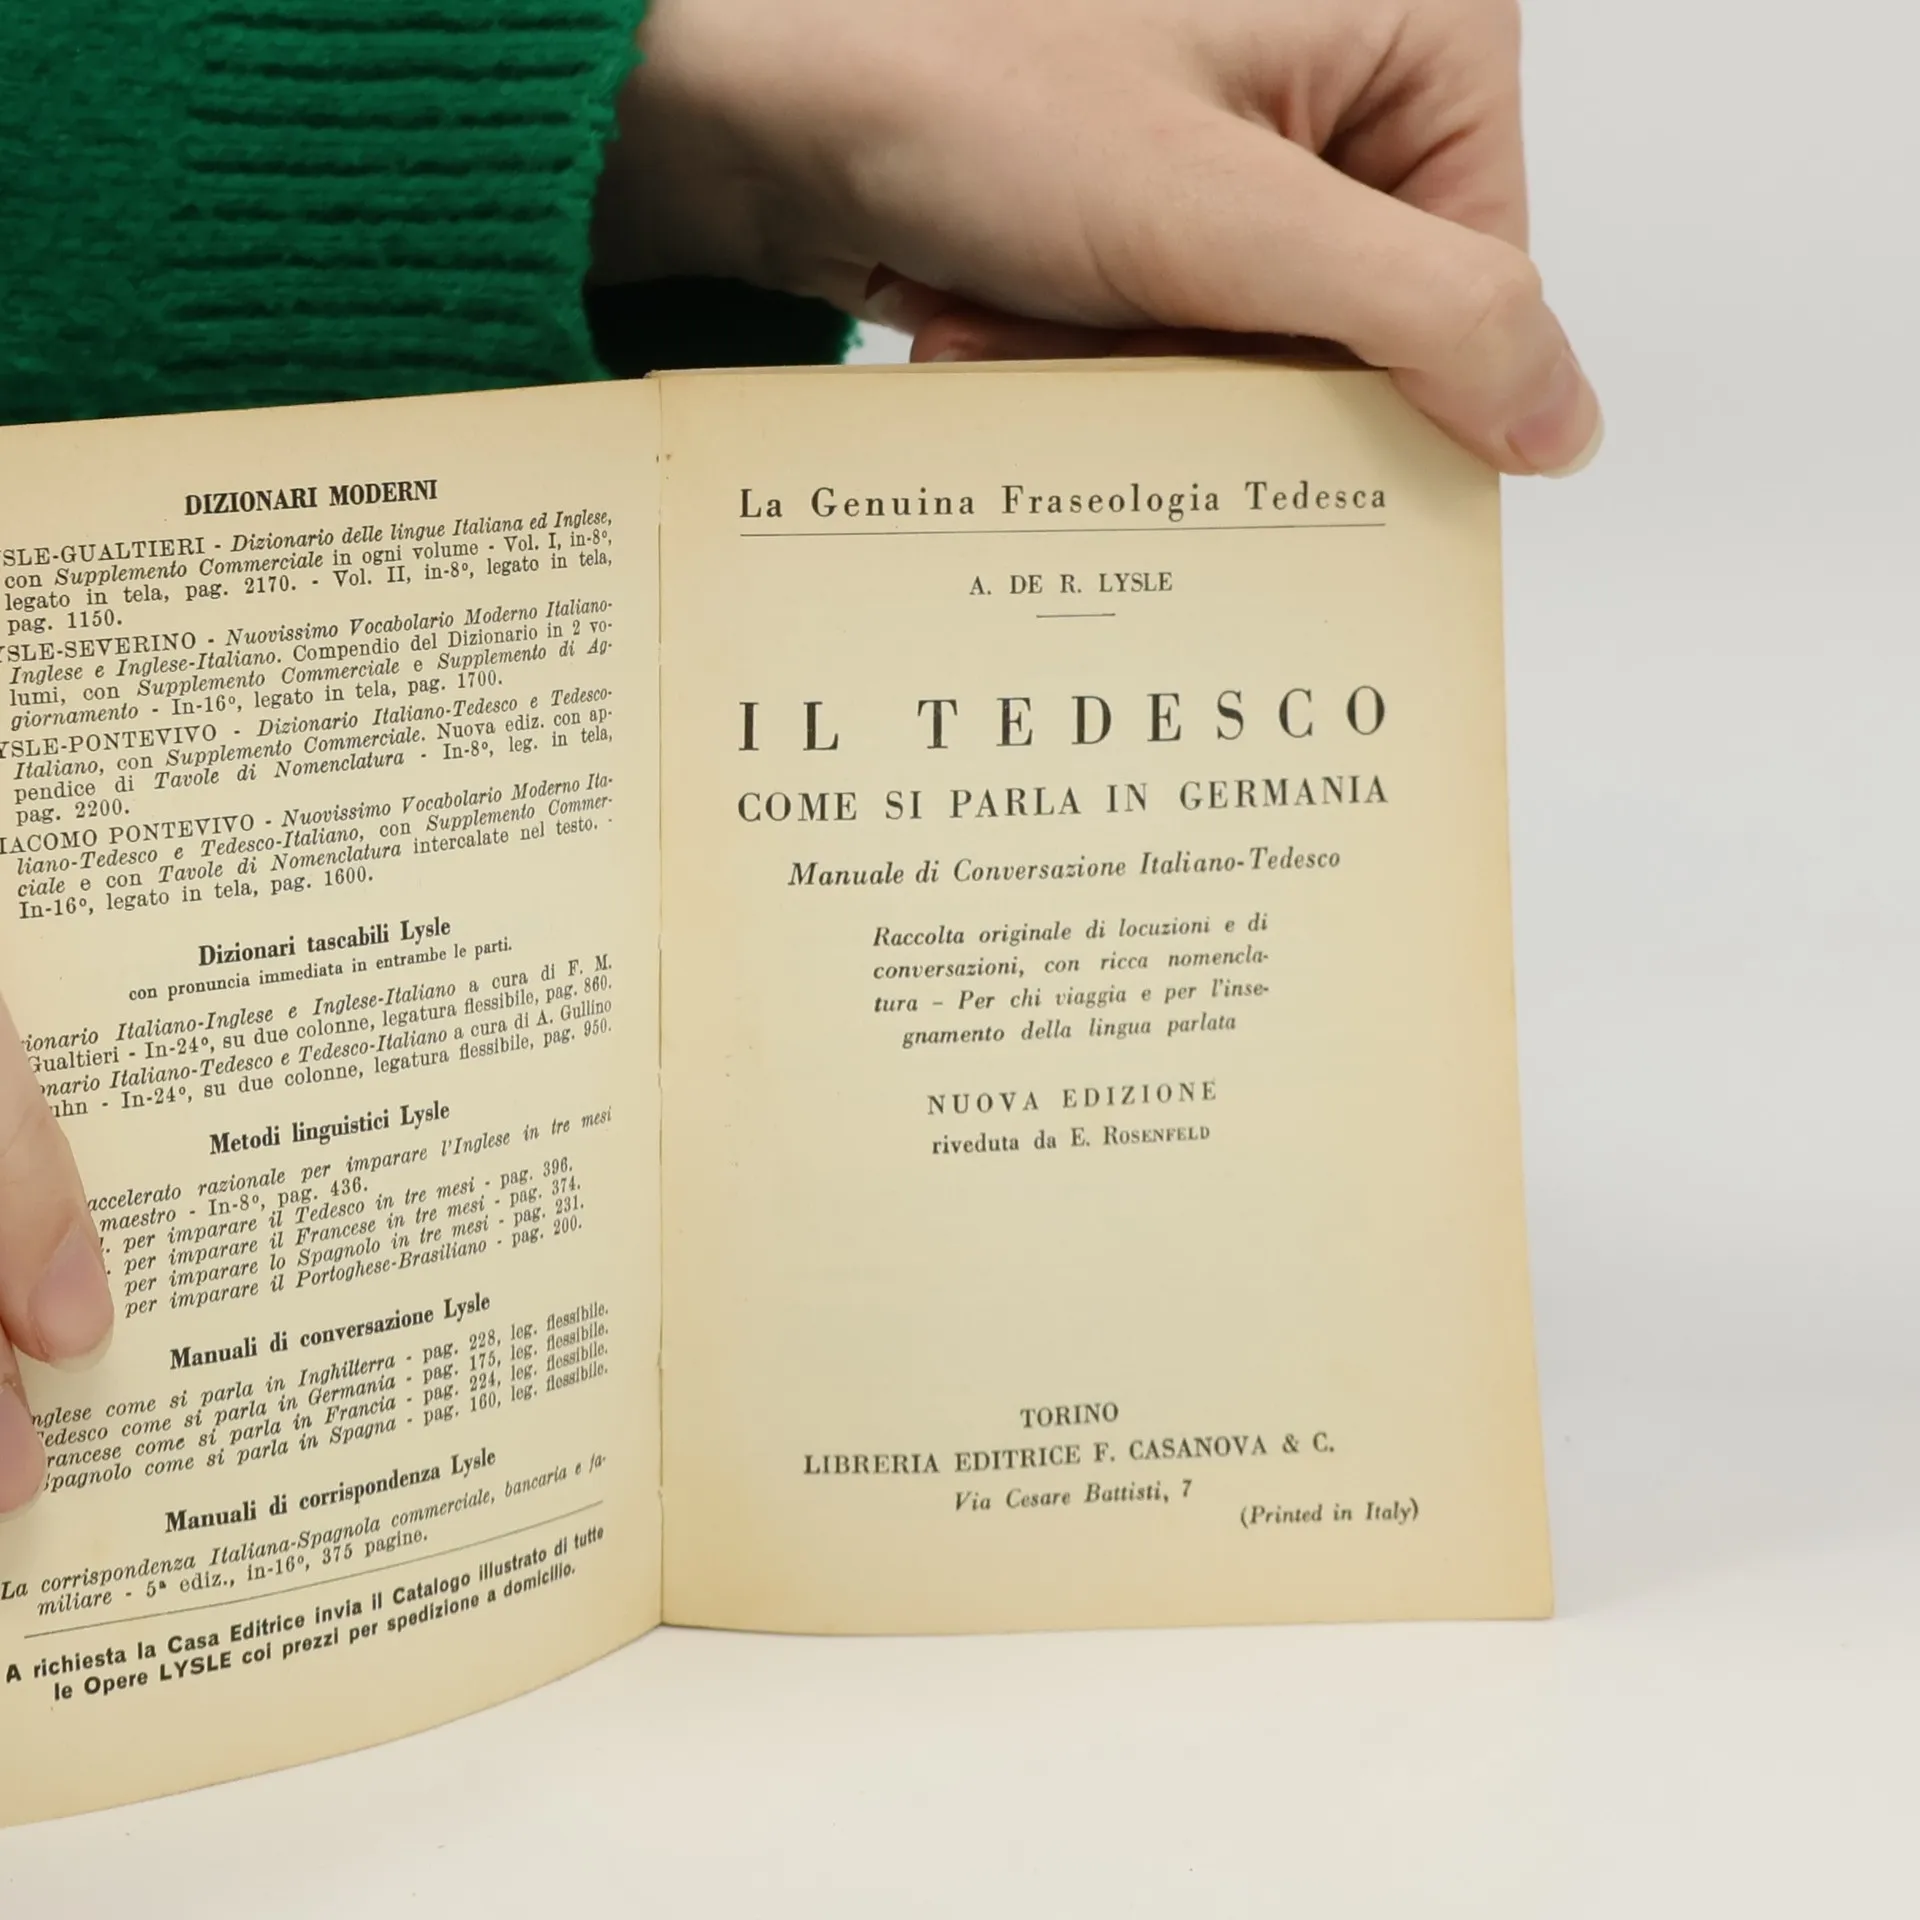 DIZIONARI MODERNI
SLE-GUALTIERI - Dizionario delle lingue Italiana ed Inglese,
con Supplemento Commerciale in ogni volume - Vol. I, in-8º,
legato in tela, pag. 2170. - Vol. II, in-8º, legato in tela,
pag. 1150.
YSLE-SEVERINO - Nuovissimo Vocabolario Moderno Italiano-
Inglese e Inglese-Italiano. Compendio del Dizionario in 2 vo-
lumi, con Supplemento Commerciale e Supplemento di Ag-
giornamento - In-16º, legato in tela, pag. 1700.
YSLE-PONTEVIVO - Dizionario Italiano-Tedesco e Tedesco-
Italiano, con Supplemento Commerciale. Nuova ediz. con ap-
pendice di Tavole di Nomenclatura - In-8º, leg. in tela,
pag. 2200.
IACOMO PONTEVIVO - Nuovissimo Vocabolario Moderno Ita-
liano-Tedesco e Tedesco-Italiano, con Supplemento Commer-
ciale e con Tavole di Nomenclatura intercalate nel testo. -
In-16º, legato in tela, pag. 1600.
Dizionari tascabili Lysle
con pronuncia immediata in entrambe le parti.
ionario Italiano-Inglese e Inglese-Italiano a cura di F. M.
Gualtieri - In-24º, su due colonne, legatura flessibile, pag. 860.
onario Italiano-Tedesco e Tedesco-Italiano a cura di A. Gullino
uhn - In-24º, su due colonne, legatura flessibile, pag. 950.
Metodi linguistici Lysle
accelerato razionale per imparare l'Inglese in tre mesi
maestro - In-8º, pag. 436.
per imparare il Tedesco in tre mesi - pag. 396.
per imparare il Francese in tre mesi - pag. 374.
per imparare lo Spagnolo in tre mesi - pag. 231.
per imparare il Portoghese-Brasiliano - pag. 200.
Manuali di conversazione Lysle
nglese come si parla in Inghilterra - pag. 228, leg. flessibile.
Tedesco come si parla in Germania - pag. 175, leg. flessibile.
rancese come si parla in Francia - pag. 224, leg. flessibile.
Spagnolo come si parla in Spagna - pag. 160, leg. flessibile.
Manuali di corrispondenza Lysle
La corrispondenza Italiana-Spagnola commerciale, bancaria e fa-
miliare - 5ª ediz., in-16º, 375 pagine.
A richiesta la Casa Editrice invia il Catalogo illustrato di tutte
le Opere LYSLE coi prezzi per spedizione a domicilio.
La Genuina Fraseologia Tedesca
A. DE R. LYSLE
IL TEDESCO
COME SI PARLA IN GERMANIA
Manuale di Conversazione Italiano-Tedesco
Raccolta originale di locuzioni e di
conversazioni, con ricca nomencla-
tura – Per chi viaggia e per l'inse-
gnamento della lingua parlata
NUOVA EDIZIONE
riveduta da E. ROSENFELD
TORINO
LIBRERIA EDITRICE F. CASANOVA & C.
Via Cesare Battisti, 7
(Printed in Italy)